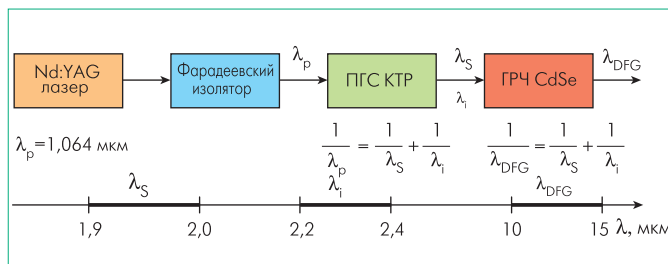 Nd:YAG
лазер
Фарадеевский
изолятор
λp
ПГС КТР
λS
λi
ГРЧ CdSe
λDFG
λp=1,064 мкм
1/λp = 1/λS + 1/λi
1/λDFG = 1/λS + 1/λi
λS
λi
λDFG
1,9
2,0
2,2
2,4
10
15
λ, мкм